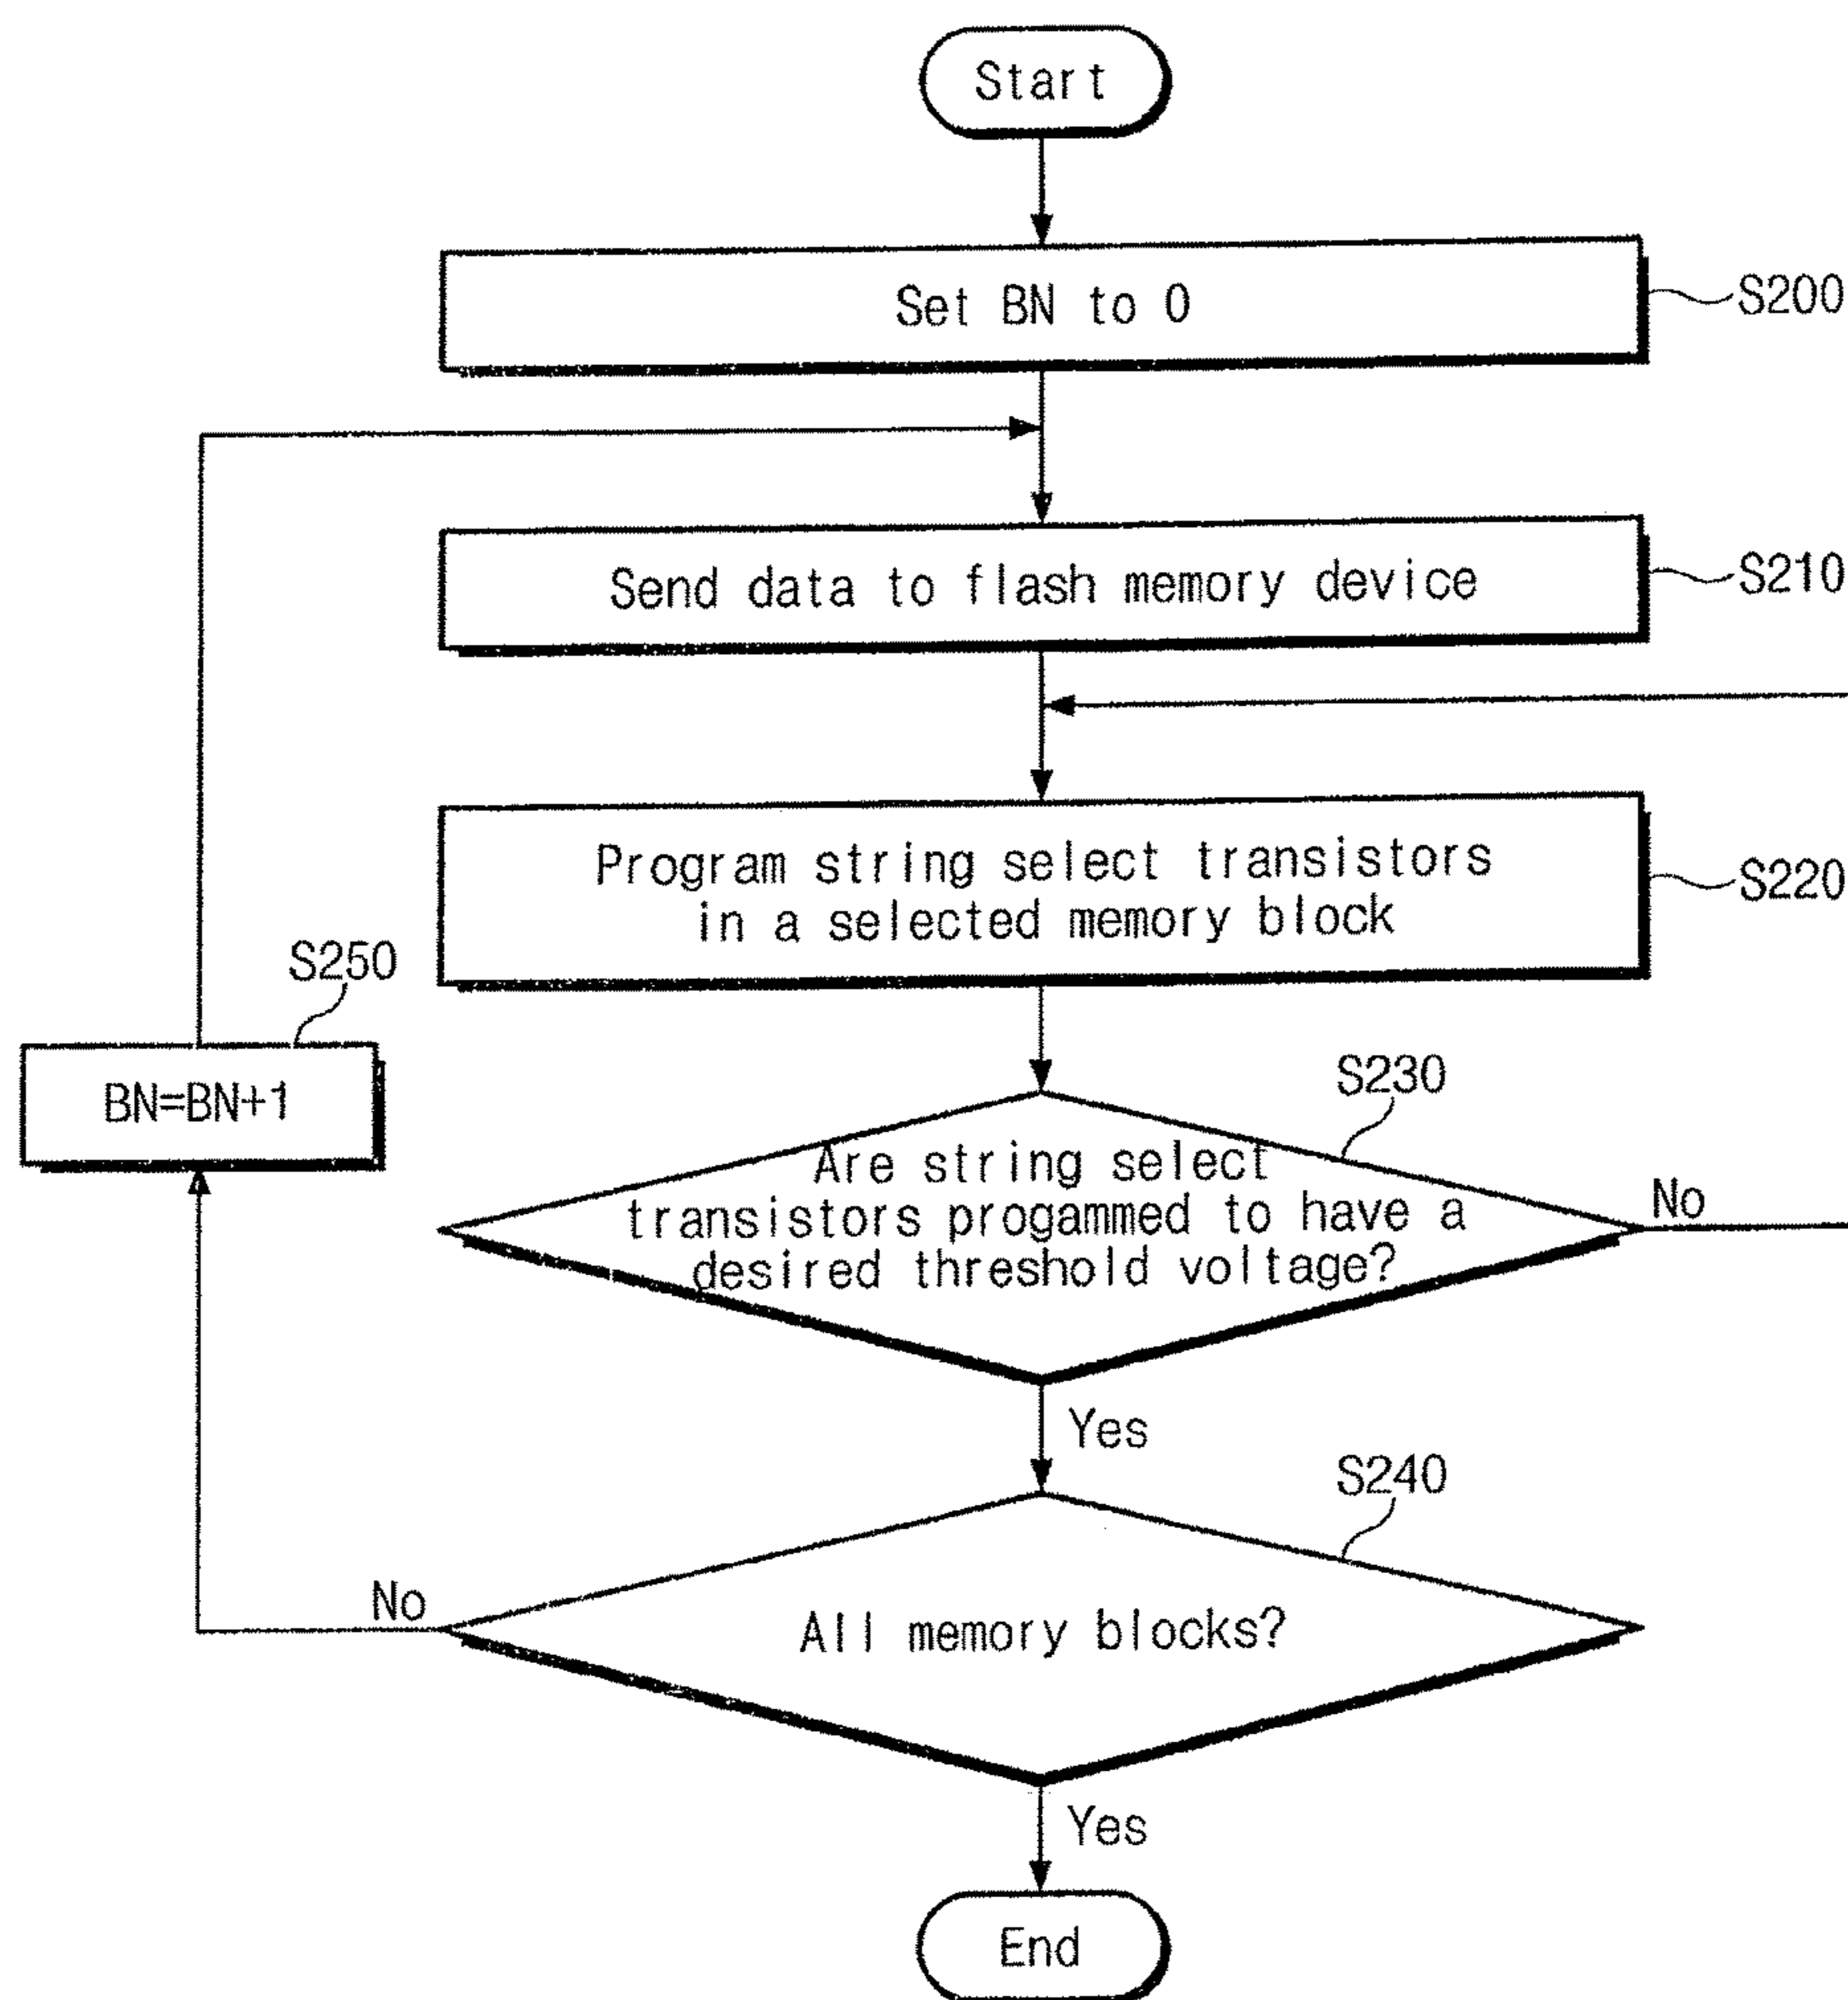 Start
Set BN to 0
S200
Send data to flash memory device
S210
Program string select transistors
in a selected memory block
S220
S250
BN=BN+1
S230
Are string select
transistors progammed to have a
desired threshold voltage?
No
Yes
S240
All memory blocks?
No
Yes
End